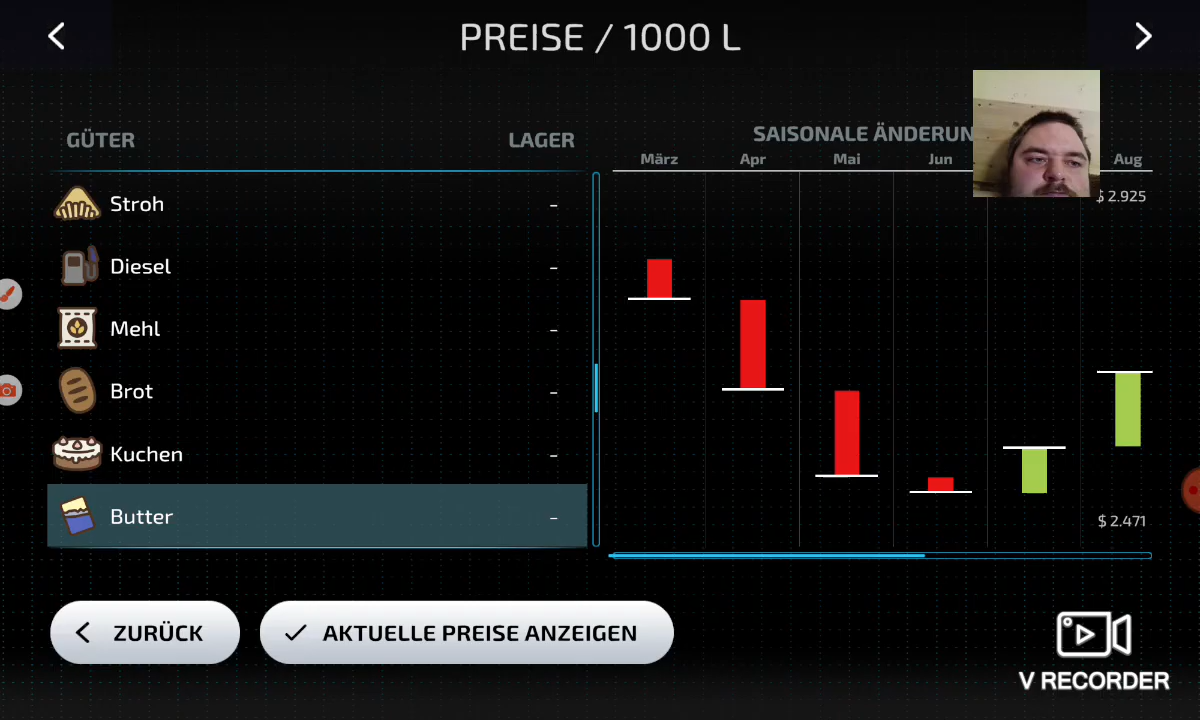 PREISE / 1000 L
GÜTER
LAGER
SAISONALE ÄNDERUN
März Apr Mai Jun Aug
$ 2.925
Stroh -
Diesel -
Mehl -
Brot -
Kuchen -
Butter -
$ 2.471
ZURÜCK
AKTUELLE PREISE ANZEIGEN
V RECORDER